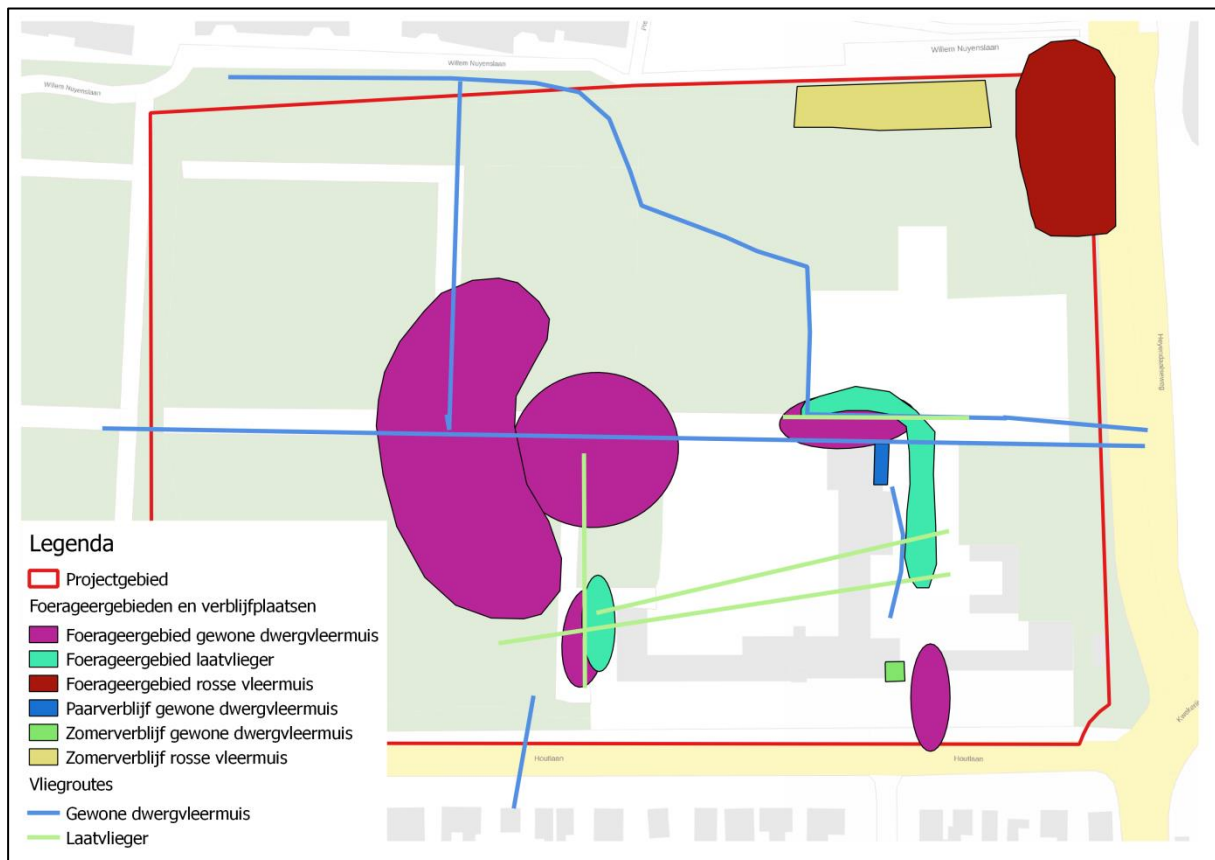 Willem Nuyenslaan
Willem Nuyenslaan
Willem Nuyenslaan
Heyendaalseweg
Houtlaan
Houtlaan
Legenda
Projectgebied
Foerageergebieden en verblijfplaatsen
Foerageergebied gewone dwergvleermuis
Foerageergebied laatvlieger
Foerageergebied rosse vleermuis
Paarverblijf gewone dwergvleermuis
Zomerverblijf gewone dwergvleermuis
Zomerverblijf rosse vleermuis
Vliegroutes
Gewone dwergvleermuis
Laatvlieger